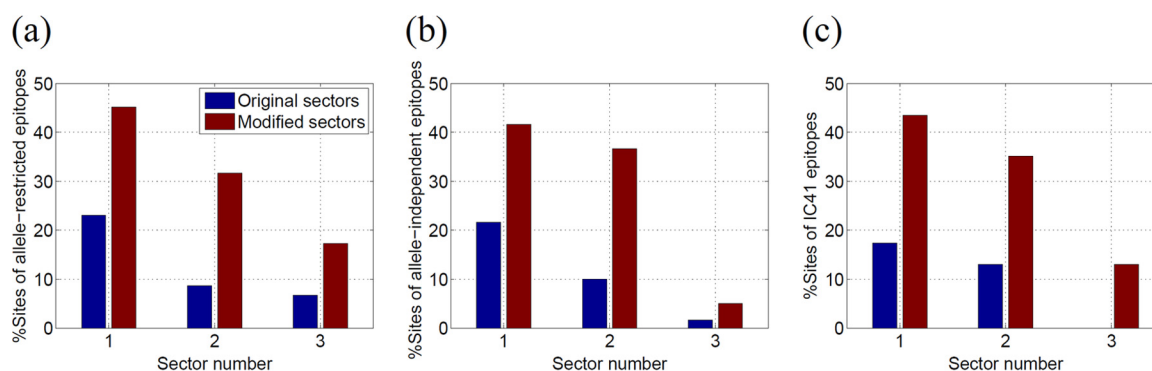 (a)
%Sites of allele-restricted epitopes
50
40
30
20
10
0
Original sectors
Modified sectors
1 2 3
Sector number
(b)
%Sites of allele-independent epitopes
50
40
30
20
10
0
1 2 3
Sector number
(c)
%Sites of IC41 epitopes
50
40
30
20
10
0
1 2 3
Sector number